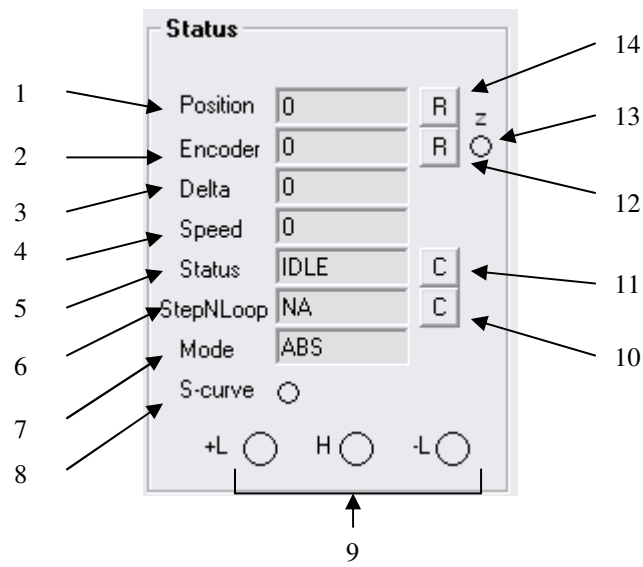 Status
14
1 Position 0 R z 13
2 Encoder 0 R
12
3 Delta 0
4 Speed 0
5 Status IDLE C 11
6 StepNLoop NA C 10
7 Mode ABS
8 S-curve
+L H -L
9